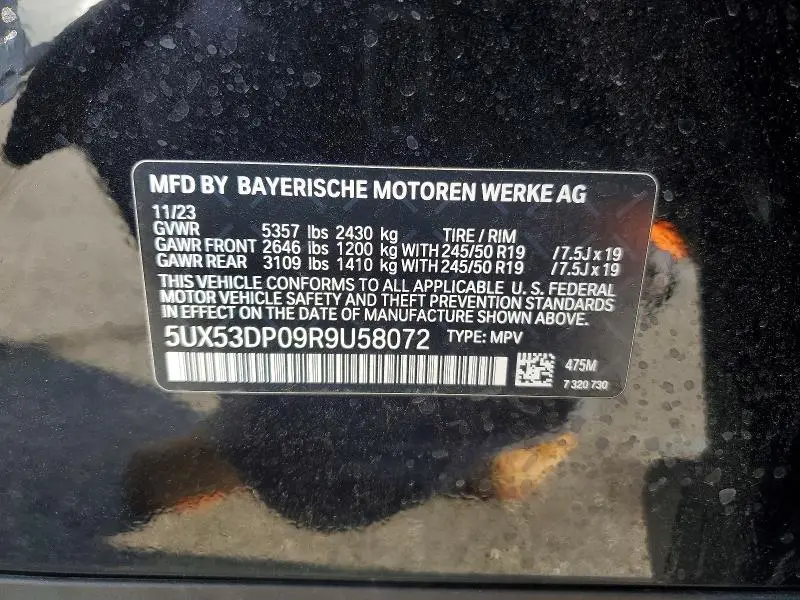 MFD BY BAYERISCHE MOTOREN WERKE AG
11/23
GVWR 5357 lbs 2430 kg TIRE / RIM
GAWR FRONT 2646 lbs 1200 kg WITH 245/50 R19 / 7.5J x 19
GAWR REAR 3109 lbs 1410 kg WITH 245/50 R19 / 7.5J x 19
THIS VEHICLE CONFORMS TO ALL APPLICABLE U. S. FEDERAL
MOTOR VEHICLE SAFETY AND THEFT PREVENTION STANDARDS
IN EFFECT ON THE DATE OF MANUFACTURE SHOWN ABOVE.
5UX53DP09R9U58072 TYPE: MPV
475M
7 320 730